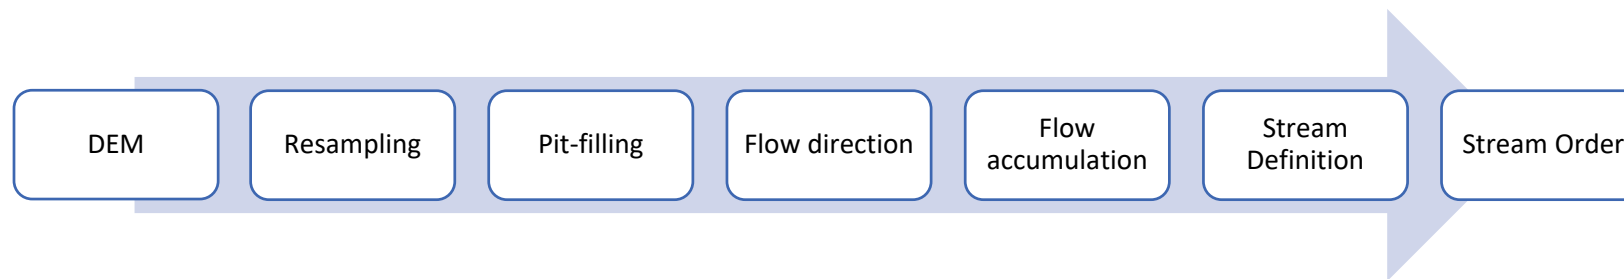 DEM
Resampling
Pit-filling
Flow direction
Flow
accumulation
Stream
Definition
Stream Order